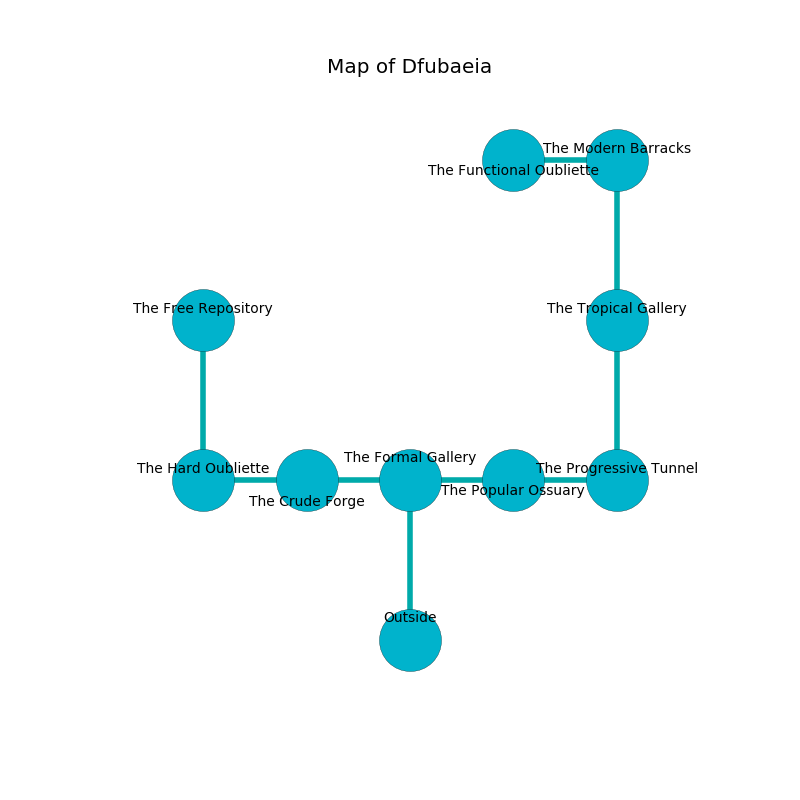 Map of Dfubaeia
The Modern Barracks
The Functional Oubliette
The Free Repository
The Tropical Gallery
The Formal Gallery
The Hard Oubliette
The Progressive Tunnel
The Popular Ossuary
The Crude Forge
Outside